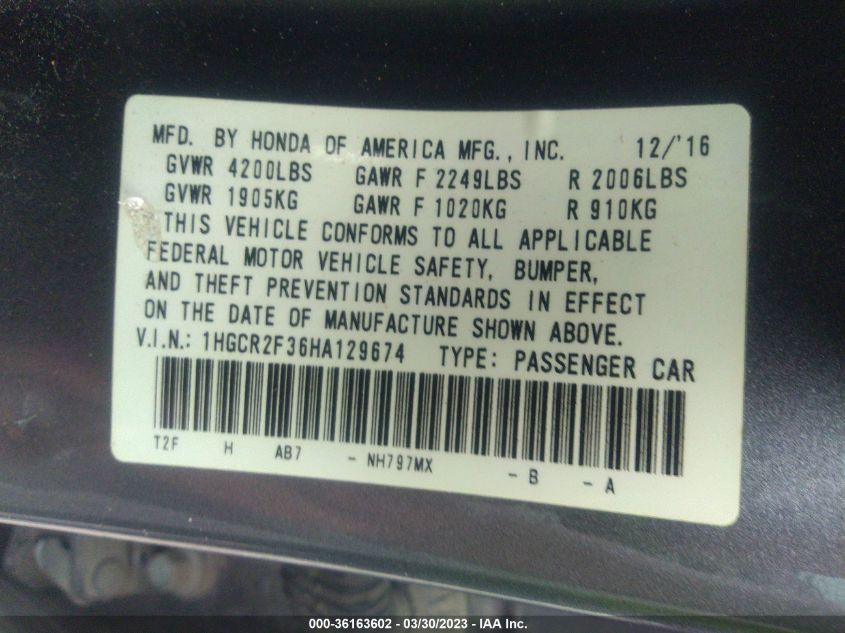 MFD. BY HONDA OF AMERICA MFG., INC. 12/'16
GVWR 4200LBS GAWR F 2249LBS R 2006LBS
GVWR 1905KG GAWR F 1020KG R 910KG
THIS VEHICLE CONFORMS TO ALL APPLICABLE
FEDERAL MOTOR VEHICLE SAFETY, BUMPER,
AND THEFT PREVENTION STANDARDS IN EFFECT
ON THE DATE OF MANUFACTURE SHOWN ABOVE.
V.I.N.: 1HGCR2F36HA129674 TYPE: PASSENGER CAR
T2F H AB7 - NH797MX - B - A
000-36163602 / 03/30/2023 - IAA Inc.